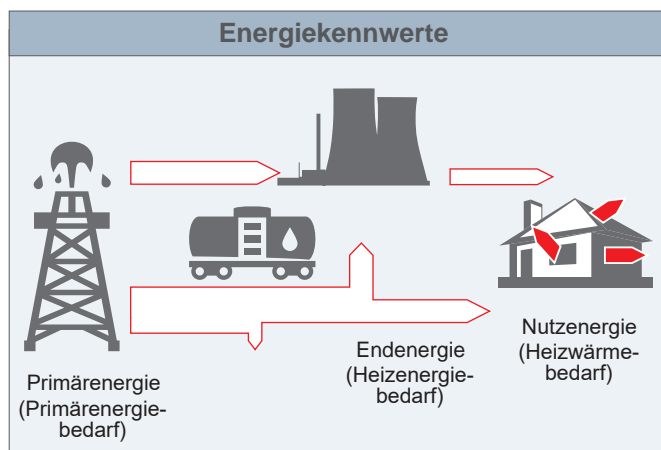 Energiekennwerte
Primärenergie
(Primärenergie-
bedarf)
Endenergie
(Heizenergie-
bedarf)
Nutzenergie
(Heizwärme-
bedarf)